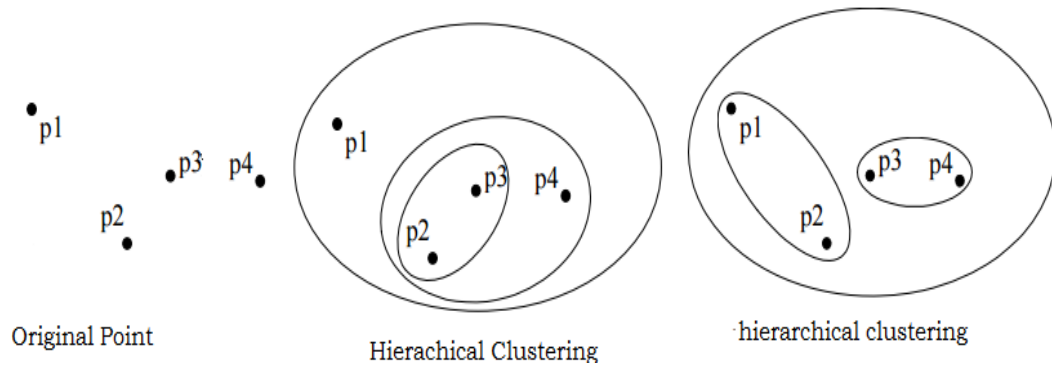 p1
p3
p4
p2
Original Point
p1
p3
p4
p2
Hierachical Clustering
p1
p3
p4
p2
hierarchical clustering